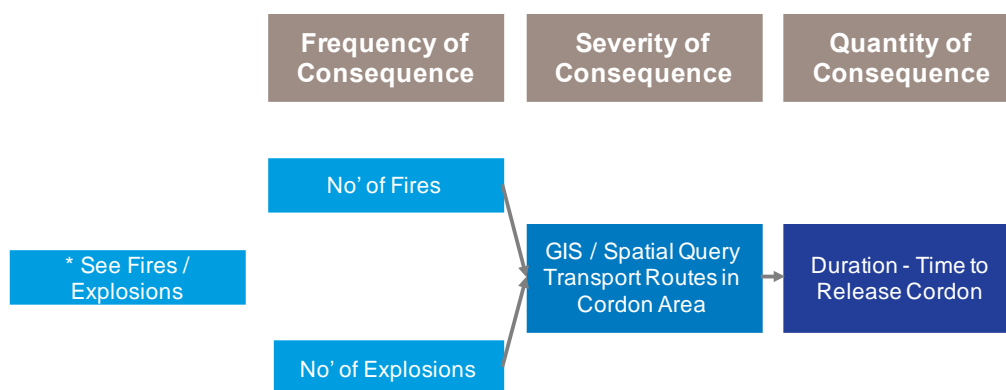 Frequency of
Consequence
Severity of
Consequence
Quantity of
Consequence
No' of Fires
* See Fires /
Explosions
GIS / Spatial Query
Transport Routes in
Cordon Area
Duration - Time to
Release Cordon
No' of Explosions